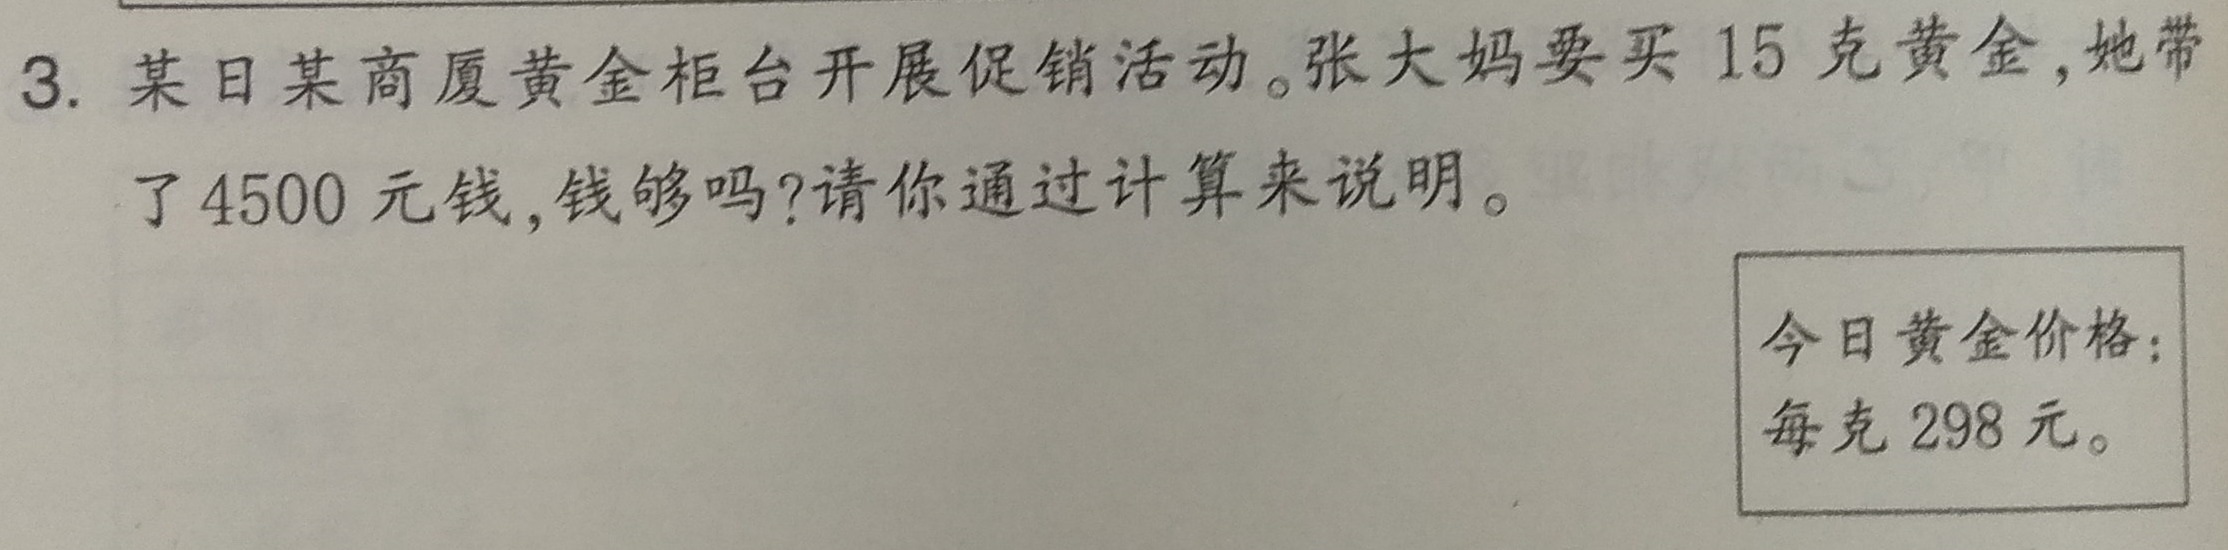 3. 某日某商厦黄金柜台开展促销活动。张大妈要买 15 克黄金,她带
了 4500 元钱,钱够吗?请你通过计算来说明。
今日黄金价格:
每克 298 元。